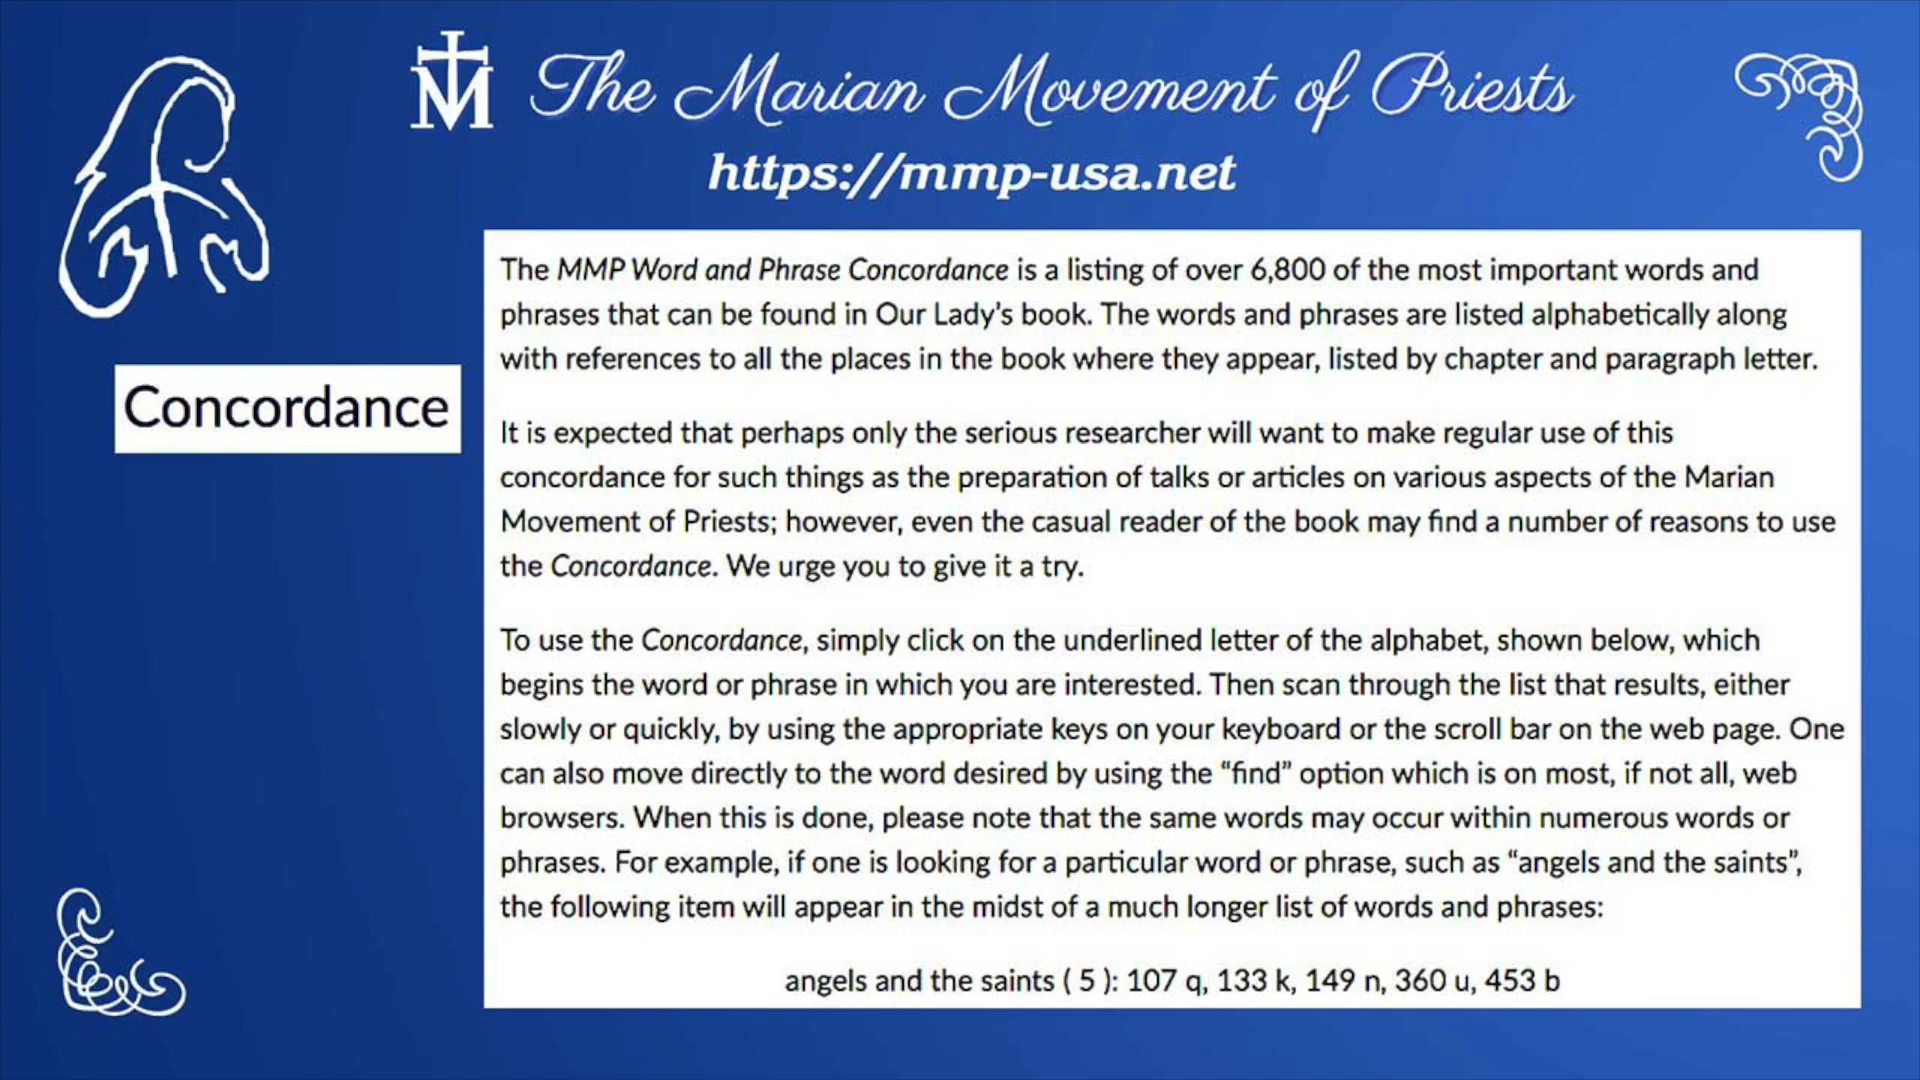 The Marian Movement of Priests
https://mmp-usa.net
Concordance
The MMP Word and Phrase Concordance is a listing of over 6,800 of the most important words and
phrases that can be found in Our Lady's book. The words and phrases are listed alphabetically along
with references to all the places in the book where they appear, listed by chapter and paragraph letter.
It is expected that perhaps only the serious researcher will want to make regular use of this
concordance for such things as the preparation of talks or articles on various aspects of the Marian
Movement of Priests; however, even the casual reader of the book may find a number of reasons to use
the Concordance. We urge you to give it a try.
To use the Concordance, simply click on the underlined letter of the alphabet, shown below, which
begins the word or phrase in which you are interested. Then scan through the list that results, either
slowly or quickly, by using the appropriate keys on your keyboard or the scroll bar on the web page. One
can also move directly to the word desired by using the “find” option which is on most, if not all, web
browsers. When this is done, please note that the same words may occur within numerous words or
phrases. For example, if one is looking for a particular word or phrase, such as “angels and the saints”,
the following item will appear in the midst of a much longer list of words and phrases:
angels and the saints ( 5 ): 107 q, 133 k, 149 n, 360 u, 453 b